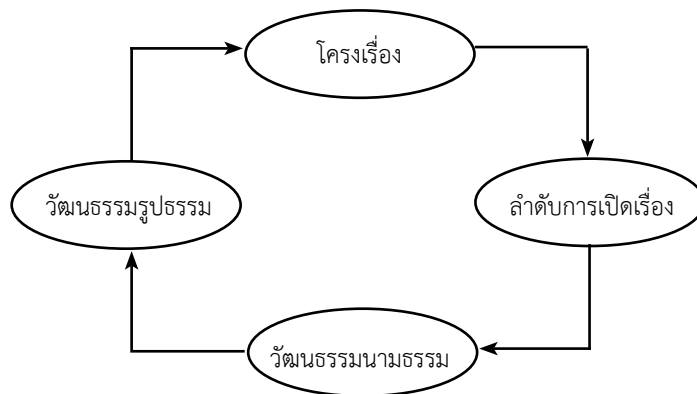 โครงเรื่อง
วัฒนธรรมรูปธรรม
ลำดับการเปิดเรื่อง
วัฒนธรรมนามธรรม